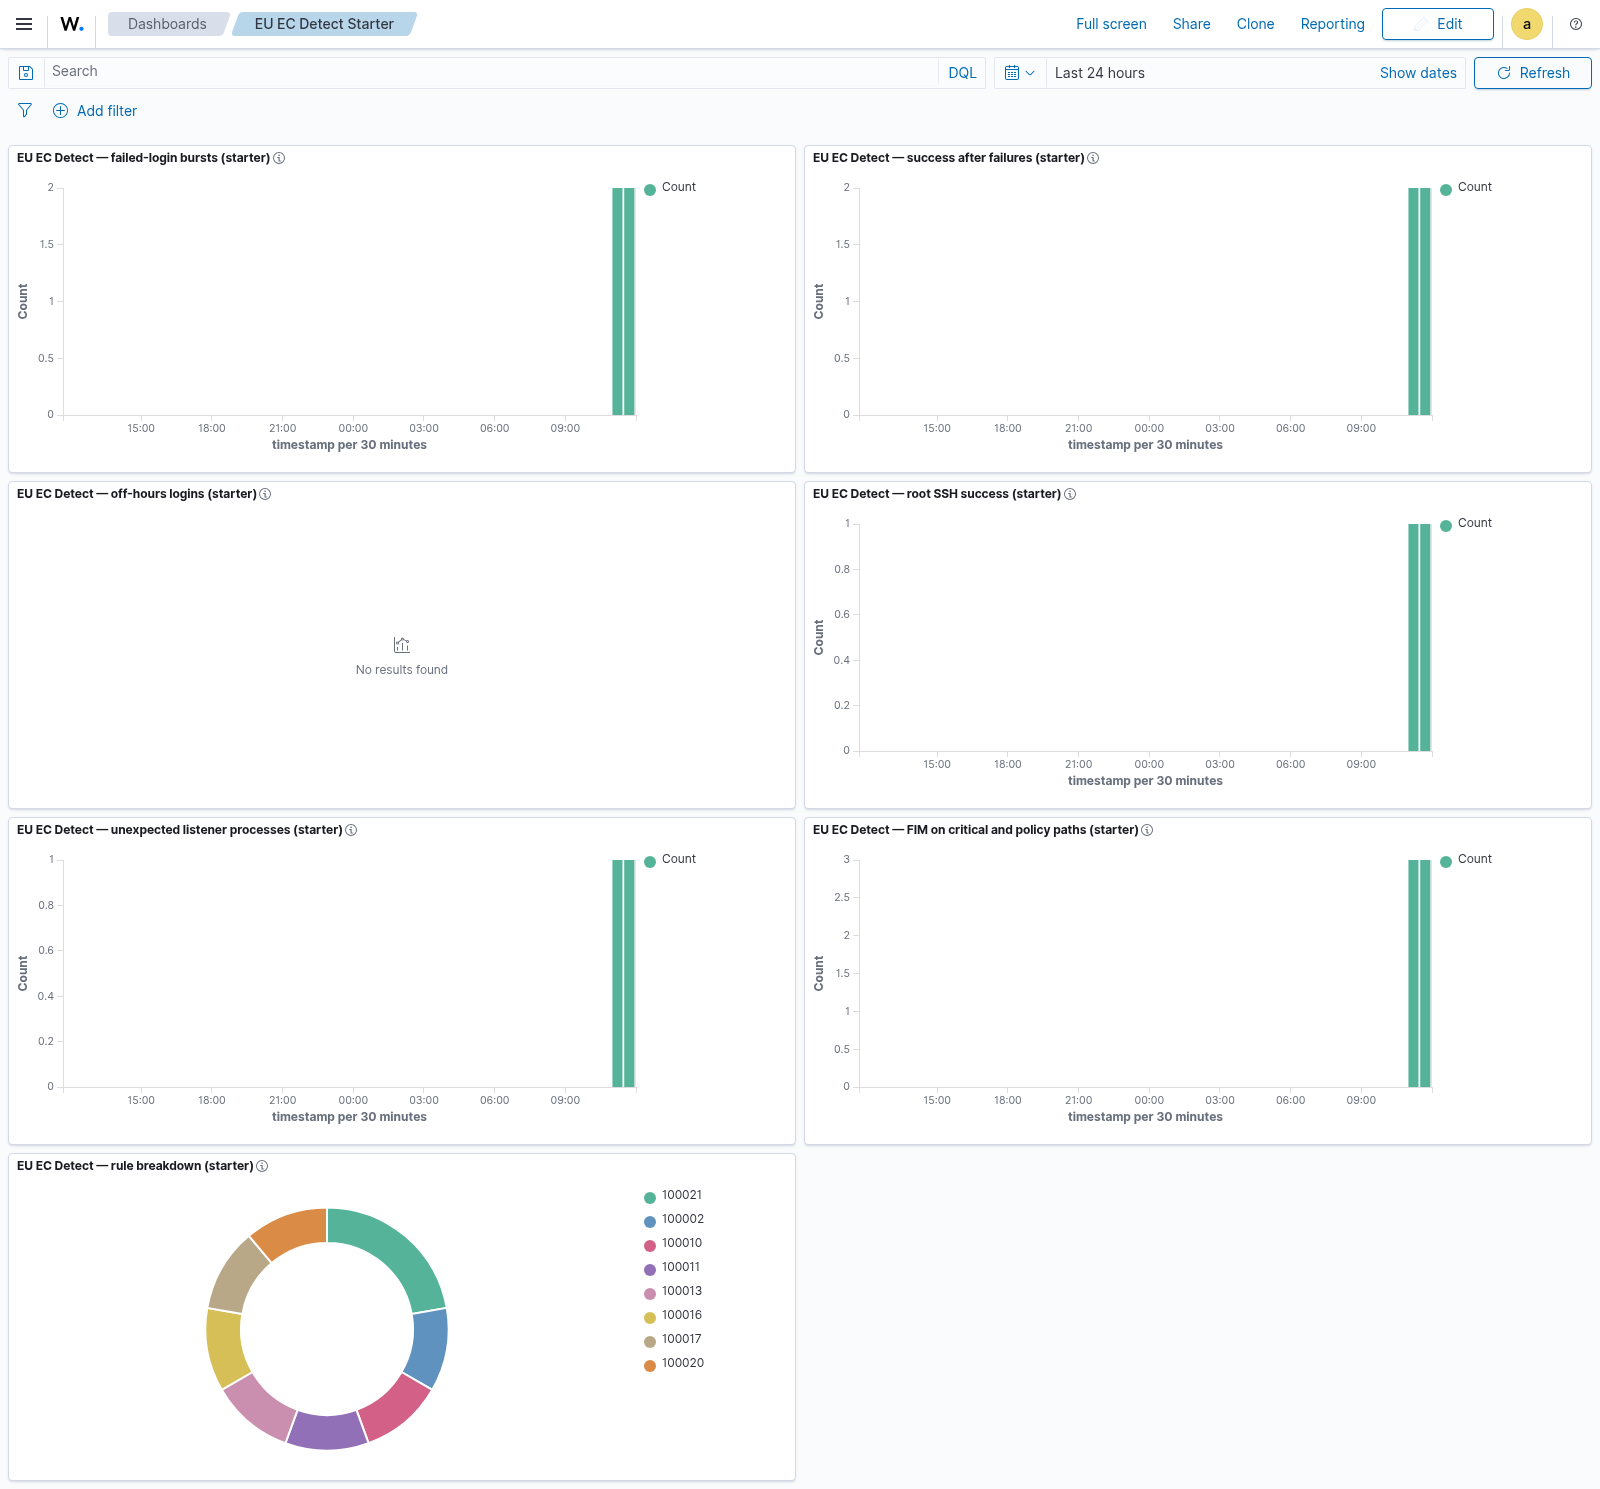 W.
Dashboards
EU EC Detect Starter
Full screen
Share
Clone
Reporting
Edit
a
Search
DQL
Last 24 hours
Show dates
Refresh
Add filter
EU EC Detect — failed-login bursts (starter)
2
1.5
1
0.5
0
Count
15:00 18:00 21:00 00:00 03:00 06:00 09:00
timestamp per 30 minutes
Count
EU EC Detect — success after failures (starter)
2
1.5
1
0.5
0
Count
15:00 18:00 21:00 00:00 03:00 06:00 09:00
timestamp per 30 minutes
Count
EU EC Detect — off-hours logins (starter)
No results found
EU EC Detect — root SSH success (starter)
1
0.8
0.6
0.4
0.2
0
Count
15:00 18:00 21:00 00:00 03:00 06:00 09:00
timestamp per 30 minutes
Count
EU EC Detect — unexpected listener processes (starter)
1
0.8
0.6
0.4
0.2
0
Count
15:00 18:00 21:00 00:00 03:00 06:00 09:00
timestamp per 30 minutes
Count
EU EC Detect — FIM on critical and policy paths (starter)
3
2.5
2
1.5
1
0.5
0
Count
15:00 18:00 21:00 00:00 03:00 06:00 09:00
timestamp per 30 minutes
Count
EU EC Detect — rule breakdown (starter)
100021
100002
100010
100011
100013
100016
100017
100020